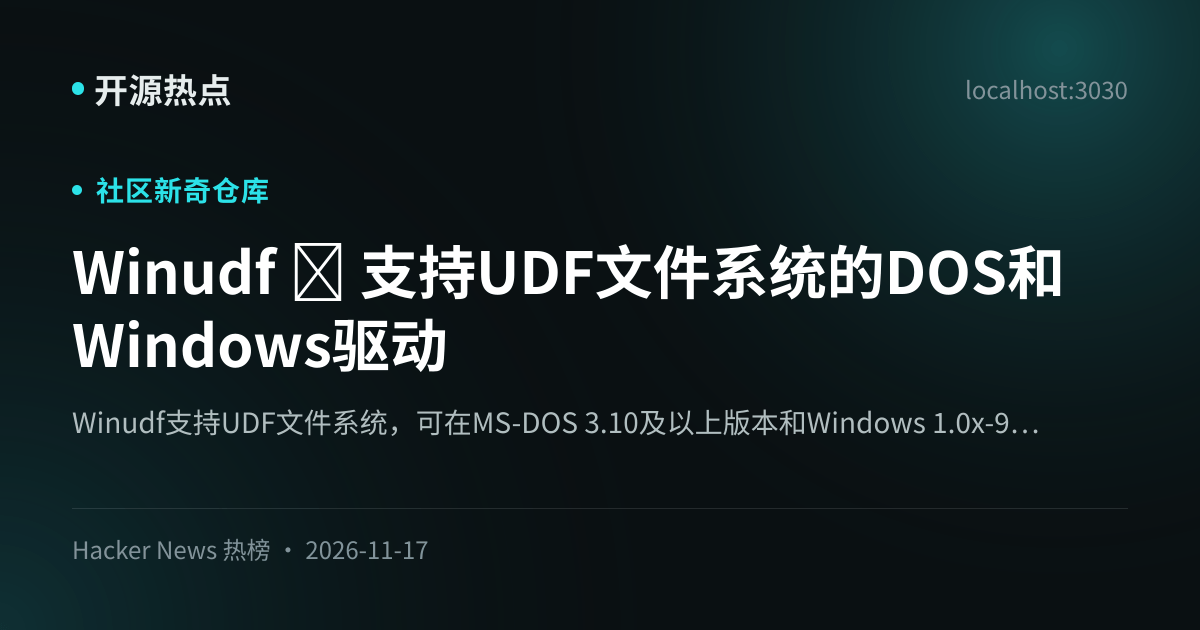 开源热点
localhost:3030
社区新奇仓库
Winudf 支持UDF文件系统的DOS和
Windows驱动
Winudf支持UDF文件系统，可在MS-DOS 3.10及以上版本和Windows 1.0x-9…
Hacker News 热榜 · 2026-11-17